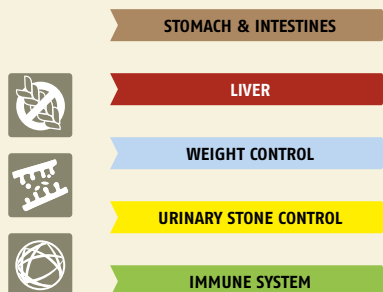 STOMACH & INTESTINES
LIVER
WEIGHT CONTROL
URINARY STONE CONTROL
IMMUNE SYSTEM